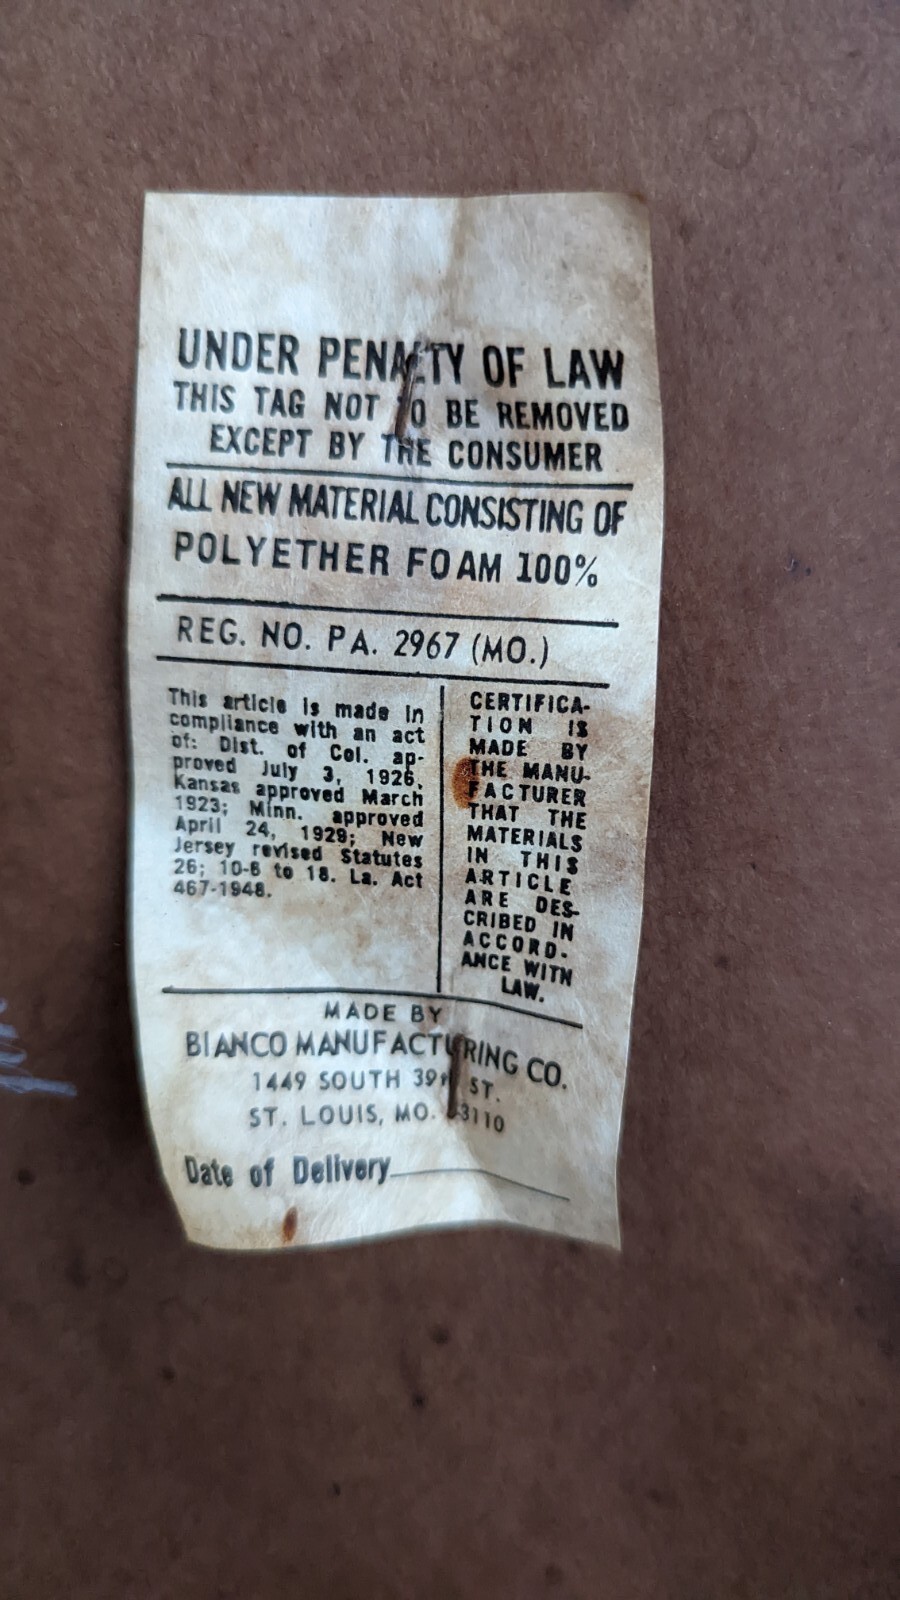 UNDER PENALTY OF LAW
THIS TAG NOT TO BE REMOVED
EXCEPT BY THE CONSUMER
ALL NEW MATERIAL CONSISTING OF
POLYETHER FOAM 100%
REG. NO. PA. 2967 (MO.)
This article is made in
compliance with an act
of: Dist. of Col. ap-
proved July 3, 1926.
Kansas approved March
1923; Minn. approved
April 24, 1929; New
Jersey revised Statutes
26; 10-6 to 18. La. Act
467-1948.
CERTIFICA-
TION IS
MADE BY
THE MANU-
FACTURER
THAT THE
MATERIALS
IN THIS
ARTICLE
ARE DES-
CRIBED IN
ACCORD-
ANCE WITH
LAW.
MADE BY
BIANCO MANUFACTURING CO.
1449 SOUTH 39th ST.
ST. LOUIS, MO. 63110
Date of Delivery